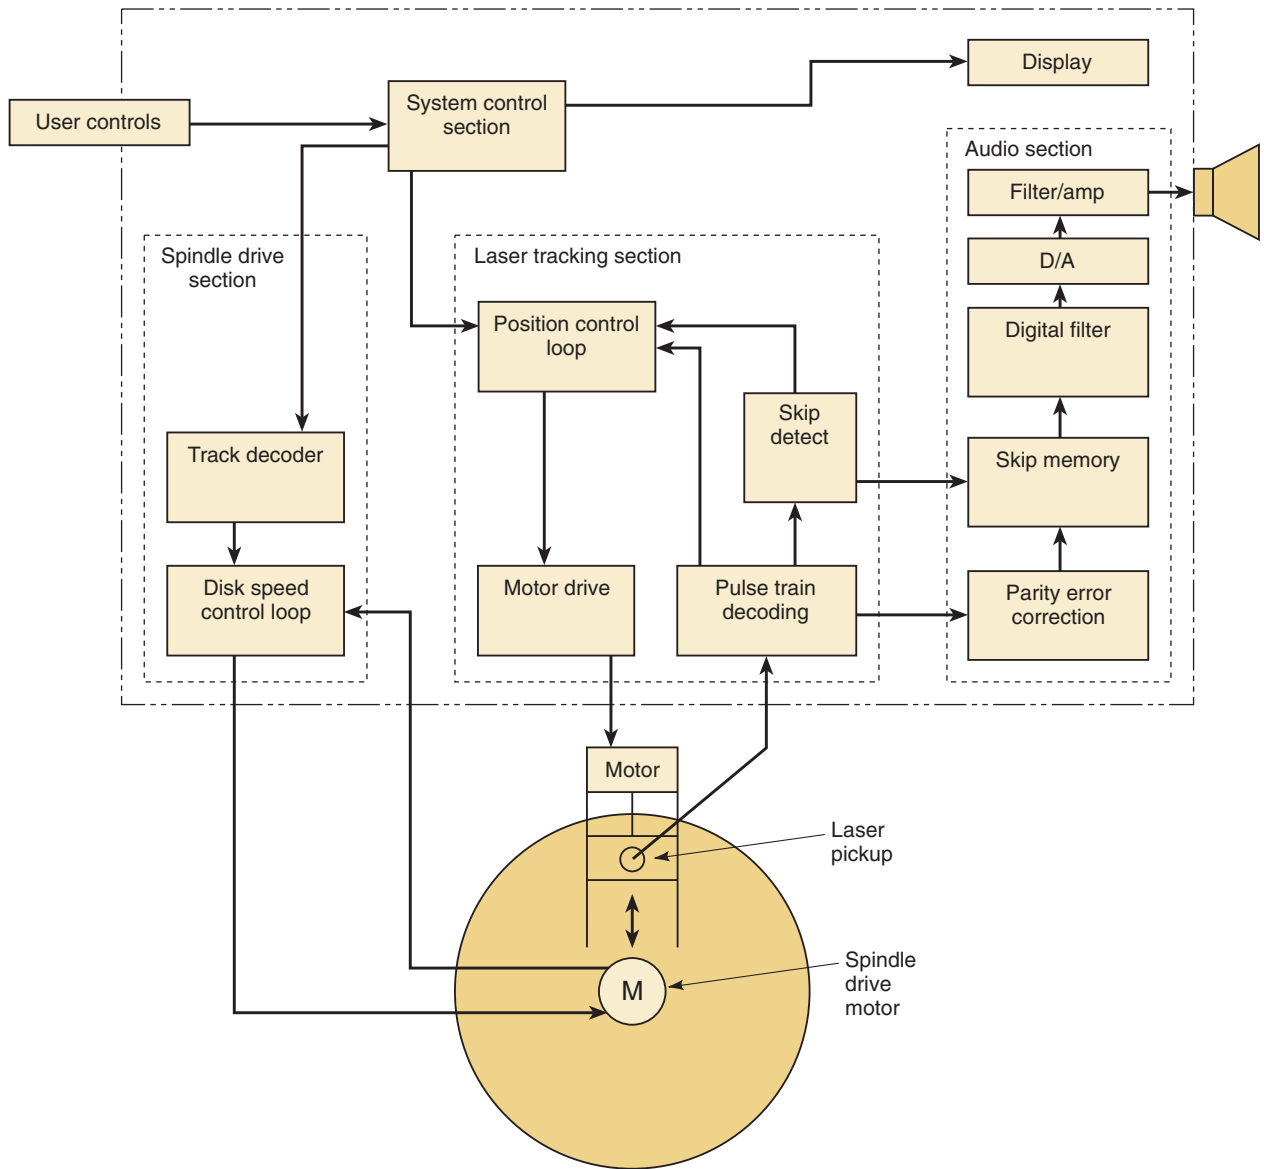 Display
User controls
System control
section
Audio section
Filter/amp
D/A
Digital filter
Skip memory
Parity error
correction
Spindle drive
section
Track decoder
Disk speed
control loop
Laser tracking section
Position control
loop
Skip
detect
Motor drive
Pulse train
decoding
Motor
Laser
pickup
M
Spindle
drive
motor